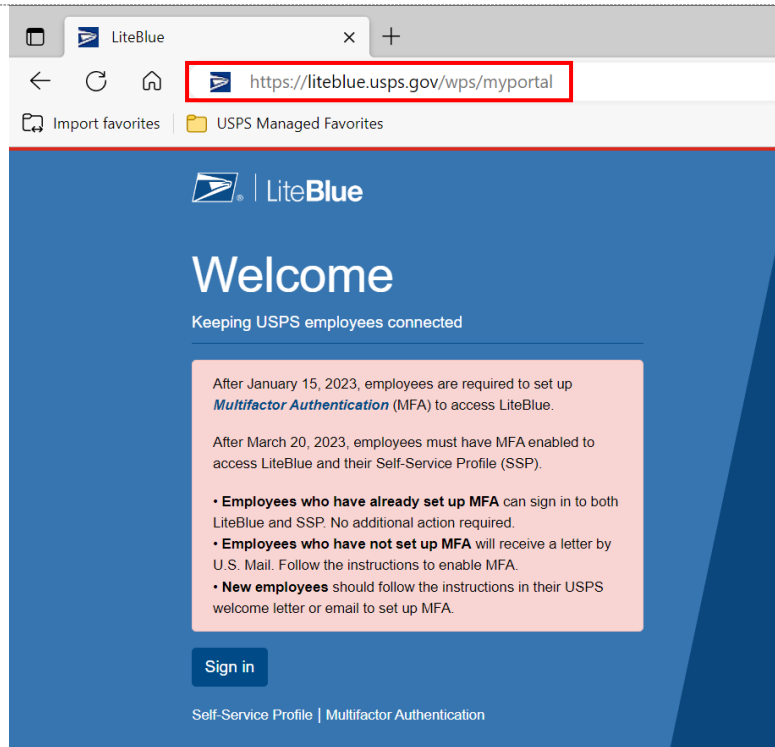 LiteBlue
https://liteblue.usps.gov/wps/myportal
Import favorites
USPS Managed Favorites
LiteBlue
Welcome
Keeping USPS employees connected
After January 15, 2023, employees are required to set up
Multifactor Authentication (MFA) to access LiteBlue.
After March 20, 2023, employees must have MFA enabled to
access LiteBlue and their Self-Service Profile (SSP).
• Employees who have already set up MFA can sign in to both
LiteBlue and SSP. No additional action required.
• Employees who have not set up MFA will receive a letter by
U.S. Mail. Follow the instructions to enable MFA.
• New employees should follow the instructions in their USPS
welcome letter or email to set up MFA.
Sign in
Self-Service Profile | Multifactor Authentication